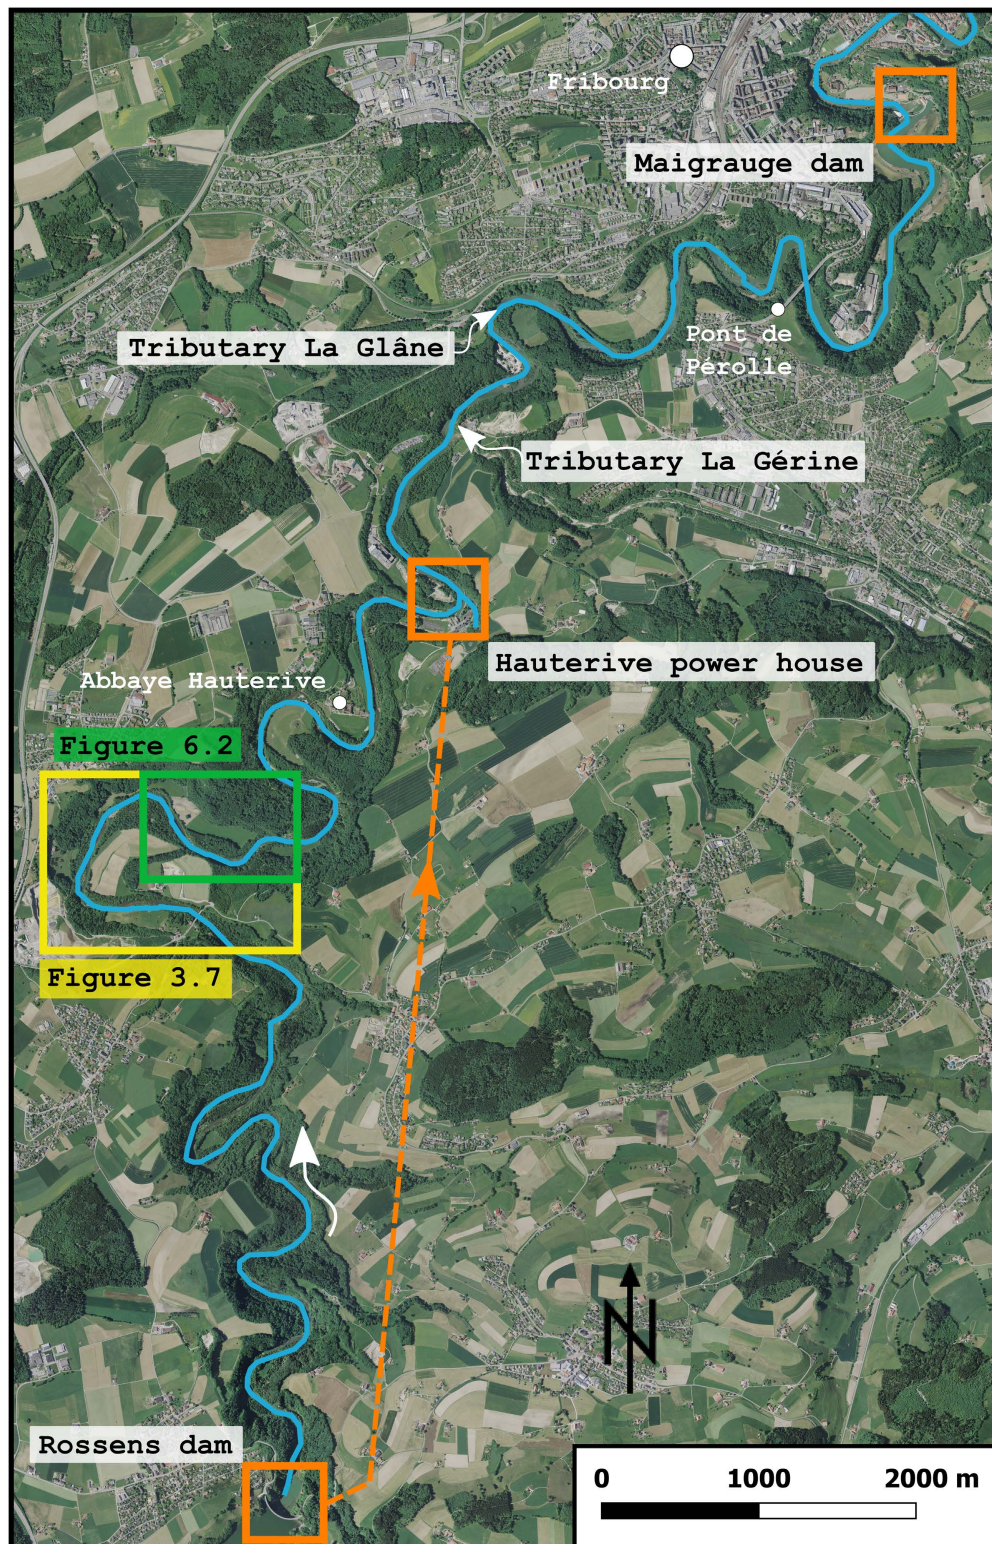 Fribourg
Maigrauge dam
Tributary La Glâne
Pont de
Pérolle
Tributary La Gérine
Hauterive power house
Abbaye Hauterive
Figure 6.2
Figure 3.7
N
Rossens dam
0 1000 2000 m